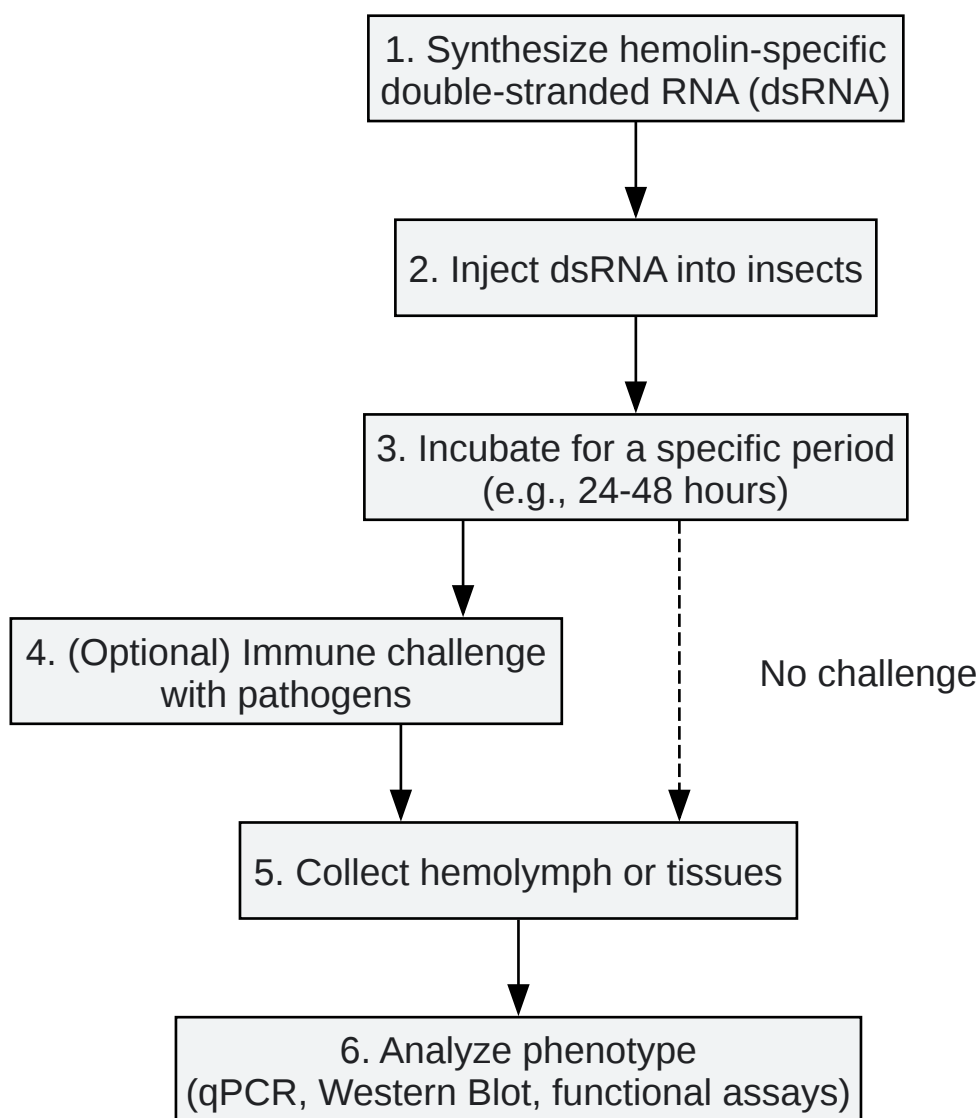 1. Synthesize hemolin-specific
double-stranded RNA (dsRNA)
2. Inject dsRNA into insects
3. Incubate for a specific period
(e.g., 24-48 hours)
4. (Optional) Immune challenge
with pathogens
No challenge
5. Collect hemolymph or tissues
6. Analyze phenotype
(qPCR, Western Blot, functional assays)